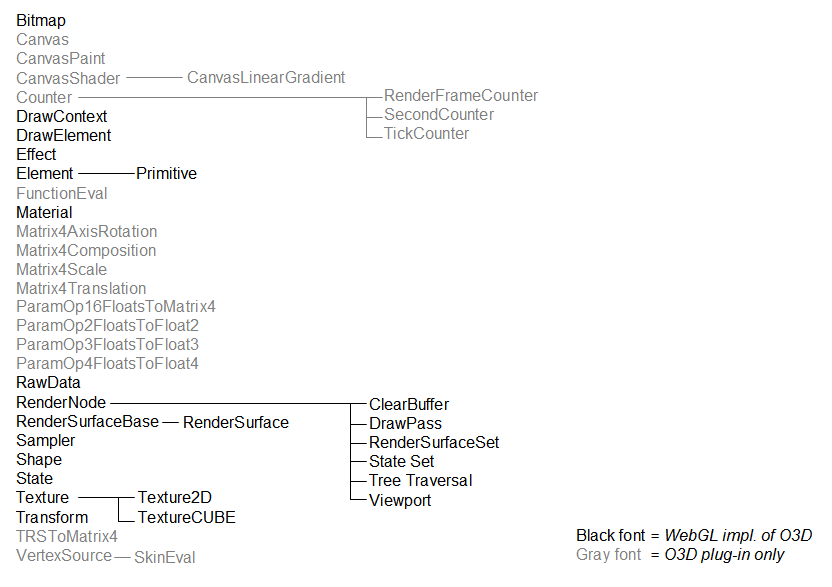 Bitmap
Canvas
CanvasPaint
CanvasShader CanvasLinearGradient
Counter RenderFrameCounter
DrawContext SecondCounter
DrawElement TickCounter
Effect
Element Primitive
FunctionEval
Material
Matrix4AxisRotation
Matrix4Composition
Matrix4Scale
Matrix4Translation
ParamOp16FloatsToMatrix4
ParamOp2FloatsToFloat2
ParamOp3FloatsToFloat3
ParamOp4FloatsToFloat4
RawData
RenderNode ClearBuffer
RenderSurfaceBase RenderSurface DrawPass
Sampler RenderSurfaceSet
Shape State Set
State Tree Traversal
Texture Texture2D Viewport
Transform TextureCUBE
TRSToMatrix4 Black font = WebGL impl. of O3D
VertexSource SkinEval Gray font = O3D plug-in only